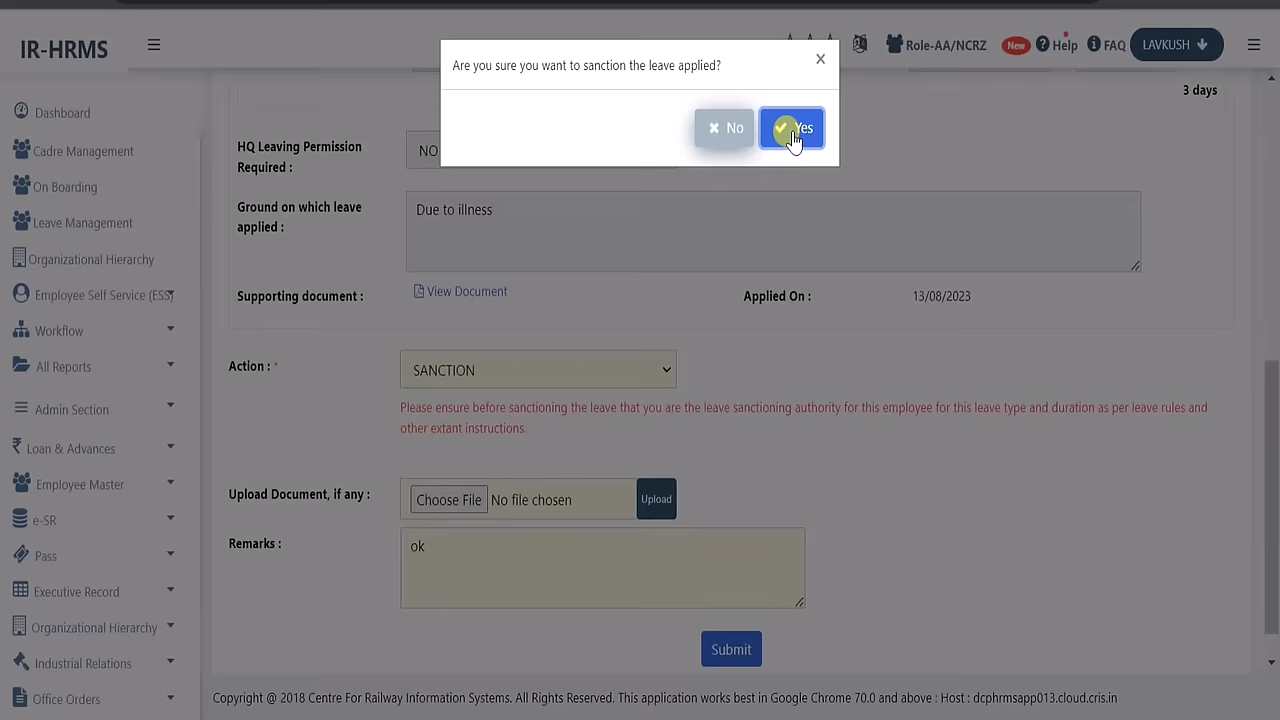 IR-HRMS
Role-AA/NCRZ
New
Help
FAQ
LAVKUSH
Are you sure you want to sanction the leave applied?
No
Yes
Dashboard
Cadre Management
On Boarding
Leave Management
Organizational Hierarchy
Employee Self Service (ESS)
Workflow
All Reports
Admin Section
Loan & Advances
Employee Master
e-SR
Pass
Executive Record
Organizational Hierarchy
Industrial Relations
Office Orders
3 days
HQ Leaving Permission
Required :
NO
Ground on which leave
applied :
Due to illness
Supporting document :
View Document
Applied On :
13/08/2023
Action : *
SANCTION
Please ensure before sanctioning the leave that you are the leave sanctioning authority for this employee for this leave type and duration as per leave rules and
other extant instructions.
Upload Document, if any :
Choose File No file chosen
Upload
Remarks :
ok
Submit
Copyright @ 2018 Centre For Railway Information Systems. All Rights Reserved. This application works best in Google Chrome 70.0 and above : Host : dcphrmsapp013.cloud.cris.in